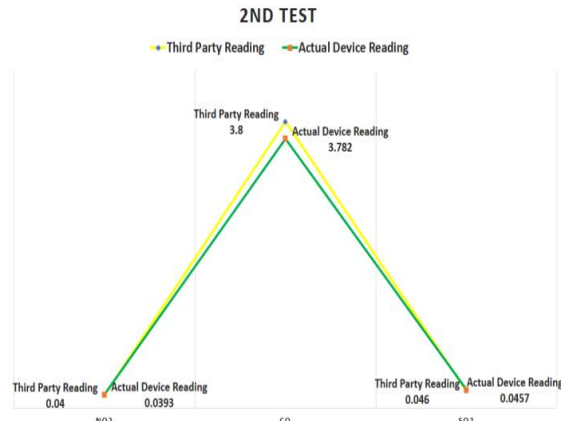 2ND TEST
Third Party Reading Actual Device Reading
Third Party Reading
3.8
Actual Device Reading
3.782
Third Party Reading
0.04
Actual Device Reading
0.0393
Third Party Reading
0.046
Actual Device Reading
0.0457